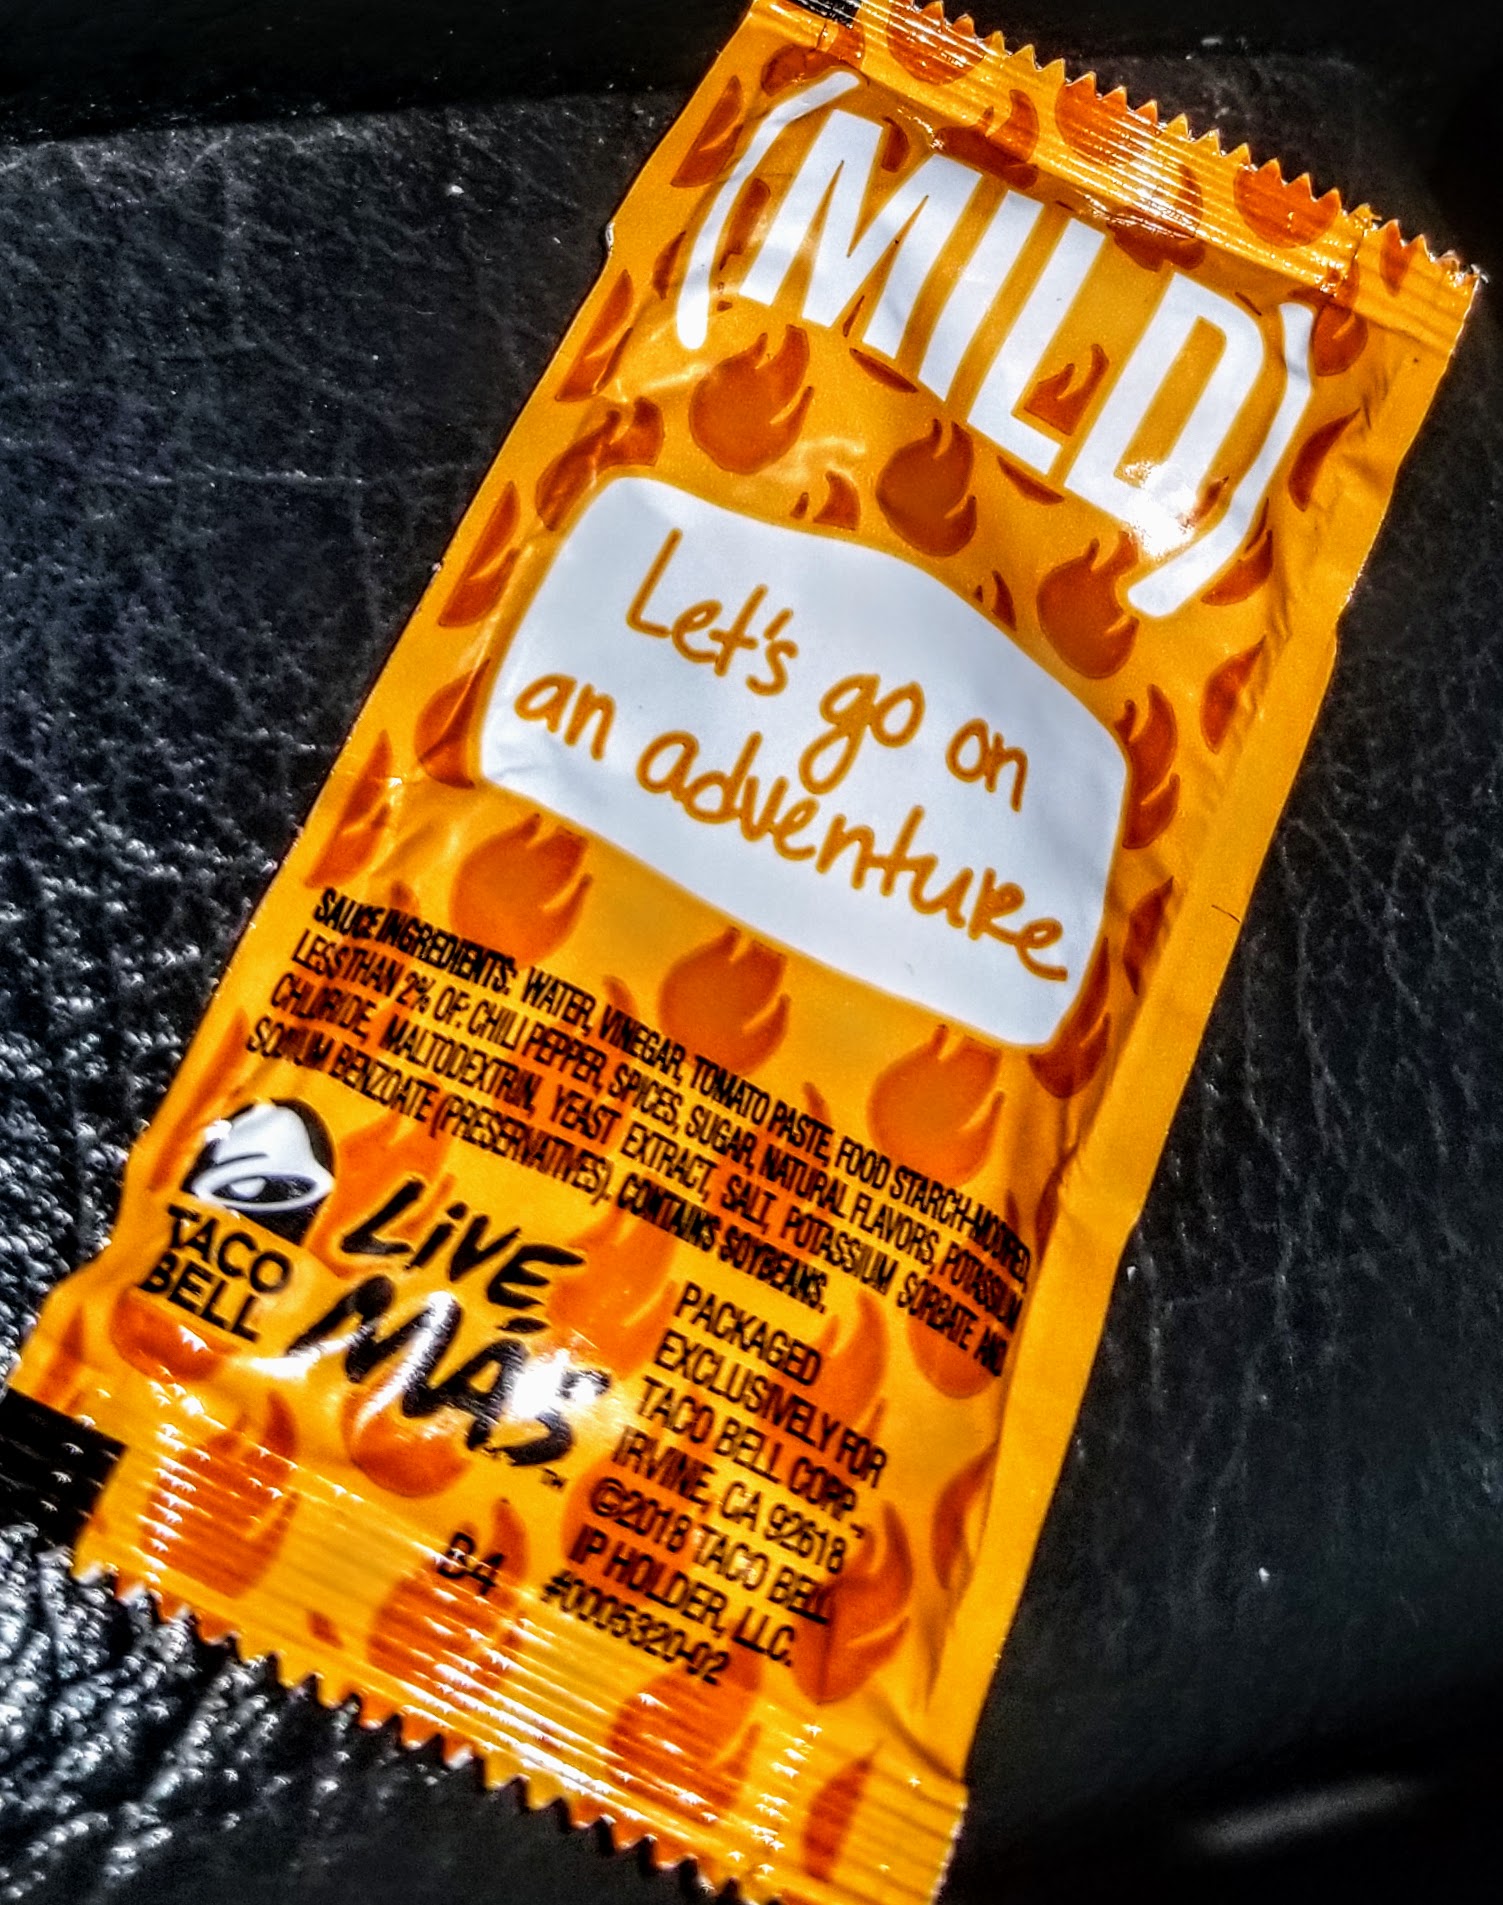 (MILD)
Let's go on
an adventure
SAUCE INGREDIENTS: WATER, VINEGAR, TOMATO PASTE, FOOD STARCH-MODIFIED,
LESS THAN 2% OF: CHILI PEPPER, SPICES, SUGAR, NATURAL FLAVORS, POTASSIUM
CHLORIDE, MALTODEXTRIN, YEAST EXTRACT, SALT, POTASSIUM SORBATE AND
SODIUM BENZOATE (PRESERVATIVES). CONTAINS SOYBEANS.
TACO
BELL
LIVE
MÁS
TM
PACKAGED
EXCLUSIVELY FOR
TACO BELL CORP.,
IRVINE, CA 92618
©2018 TACO BELL
IP HOLDER, LLC.
#0005320-02
D4